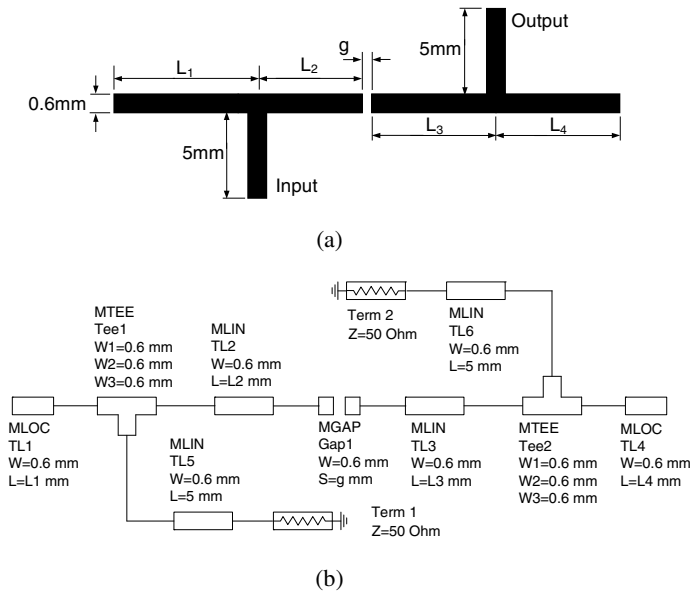 Output
g
5mm
L1
L2
0.6mm
L3
L4
5mm
Input
(a)
Term 2
Z=50 Ohm
MLIN
TL6
W=0.6 mm
L=5 mm
MTEE
Tee1
W1=0.6 mm
W2=0.6 mm
W3=0.6 mm
MLIN
TL2
W=0.6 mm
L=L2 mm
MLOC
TL1
W=0.6 mm
L=L1 mm
MLIN
TL5
W=0.6 mm
L=5 mm
MGAP
Gap1
W=0.6 mm
S=g mm
MLIN
TL3
W=0.6 mm
L=L3 mm
MTEE
Tee2
W1=0.6 mm
W2=0.6 mm
W3=0.6 mm
MLOC
TL4
W=0.6 mm
L=L4 mm
Term 1
Z=50 Ohm
(b)